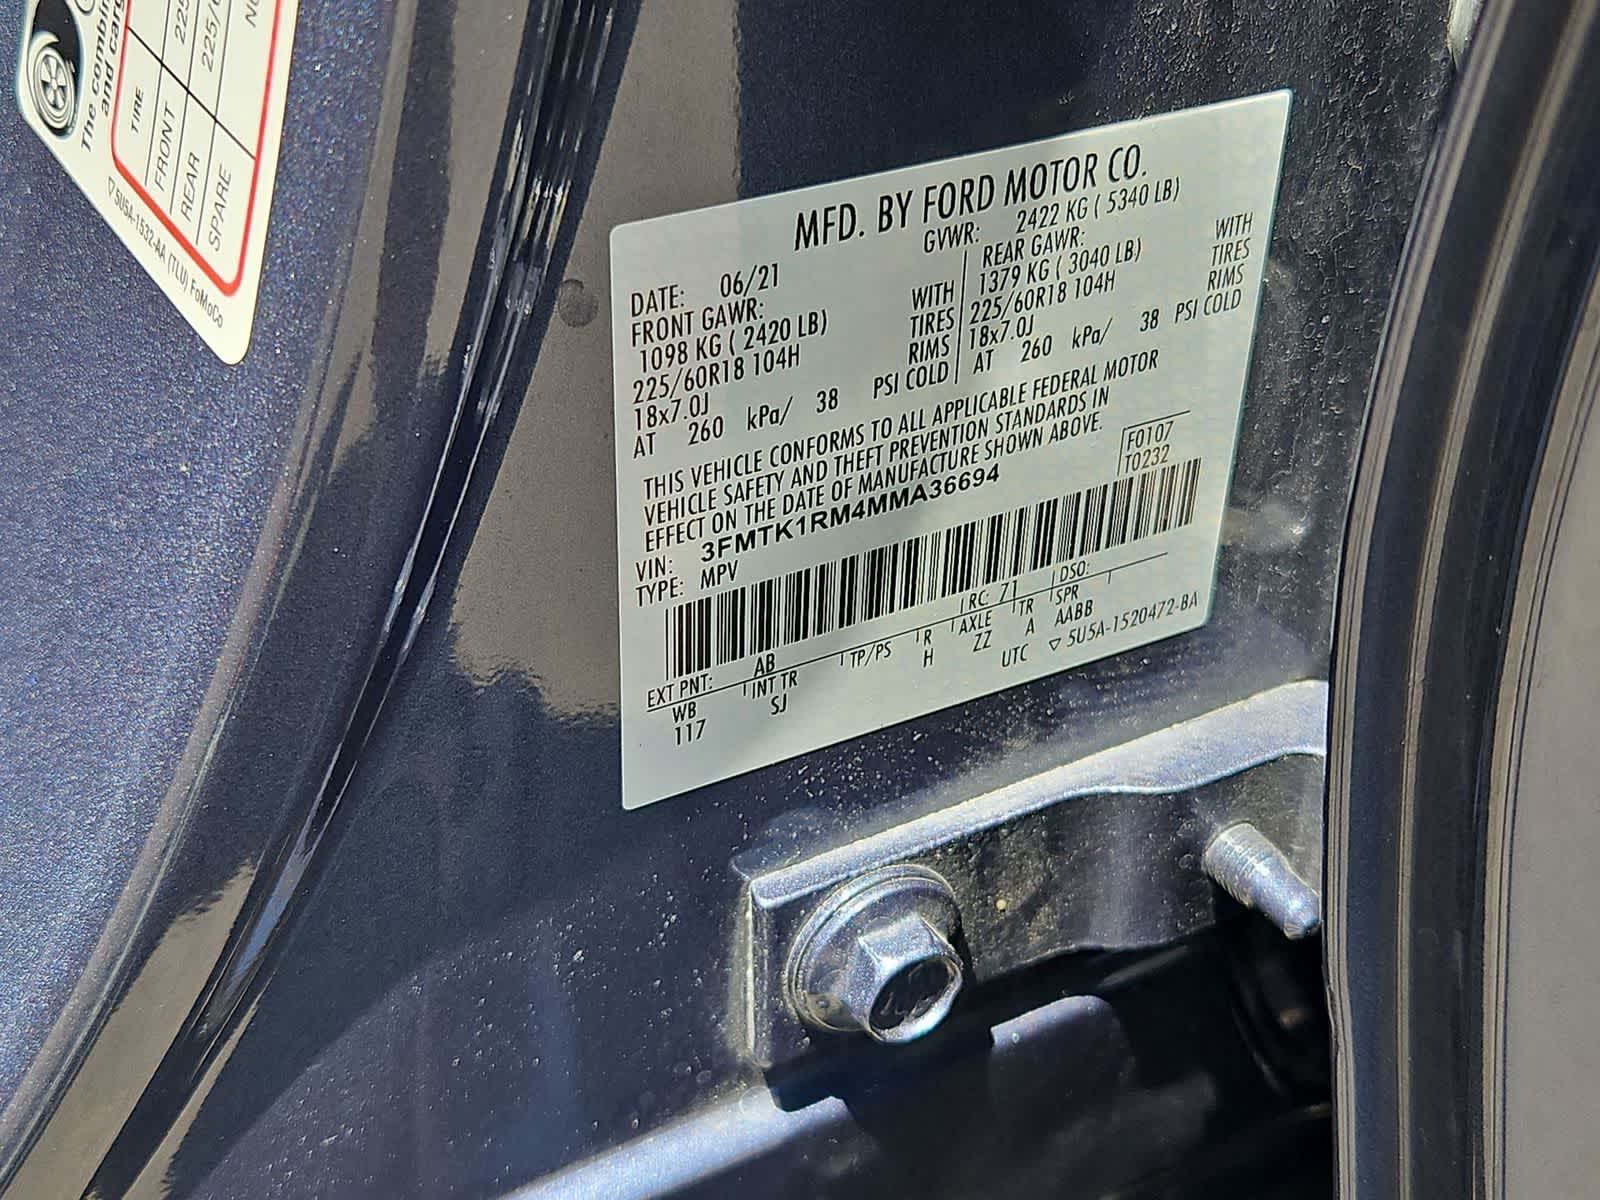 The combin
and carg
TIRE
FRONT
REAR
SPARE
225
225/6
▽5U5A-1532-AA (TLU) FoMoCo
MFD. BY FORD MOTOR CO.
GVWR: 2422 KG ( 5340 LB)
DATE: 06/21
FRONT GAWR:
1098 KG ( 2420 LB) WITH
225/60R18 104H TIRES
18x7.0J RIMS
AT 260 kPa/ 38 PSI COLD
REAR GAWR:
1379 KG ( 3040 LB) WITH
225/60R18 104H TIRES
18x7.0J RIMS
AT 260 kPa/ 38 PSI COLD
THIS VEHICLE CONFORMS TO ALL APPLICABLE FEDERAL MOTOR
VEHICLE SAFETY AND THEFT PREVENTION STANDARDS IN
EFFECT ON THE DATE OF MANUFACTURE SHOWN ABOVE.
F0107
T0232
VIN: 3FMTK1RM4MMA36694
TYPE: MPV
EXT PNT: AB RC: 71 DSO:
WB INT TR TP/PS R AXLE TR SPR
117 SJ H ZZ A AABB
UTC ▽ 5U5A-1520472-BA